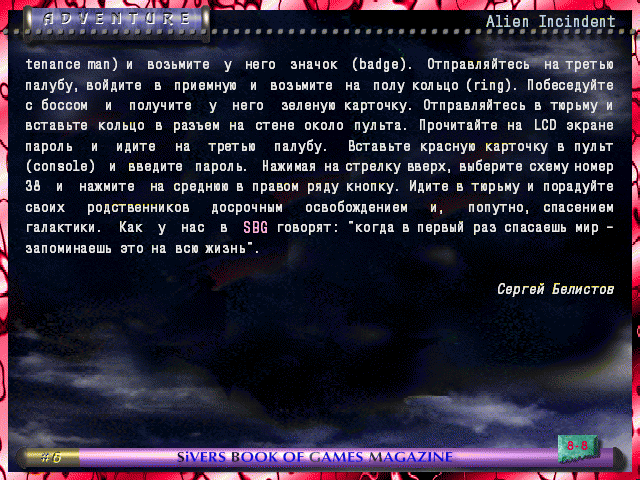 ADVENTURE
Alien Incindent
tenance man) и возьмите у него значок (badge). Отправляйтесь на третью
палубу, войдите в приемную и возьмите на полу кольцо (ring). Побеседуйте
с боссом и получите у него зеленую карточку. Отправляйтесь в тюрьму и
вставьте кольцо в разъем на стене около пульта. Прочитайте на LCD экране
пароль и идите на третью палубу. Вставьте красную карточку в пульт
(console) и введите пароль. Нажимая на стрелку вверх, выберите схему номер
38 и нажмите на среднюю в правом ряду кнопку. Идите в тюрьму и порадуйте
своих родственников досрочным освобождением и, попутно, спасением
галактики. Как у нас в SBG говорят: "когда в первый раз спасаешь мир -
запоминаешь это на всю жизнь".
Сергей Белистов
#6
SiVERS BOOK OF GAMES MAGAZINE
8-8